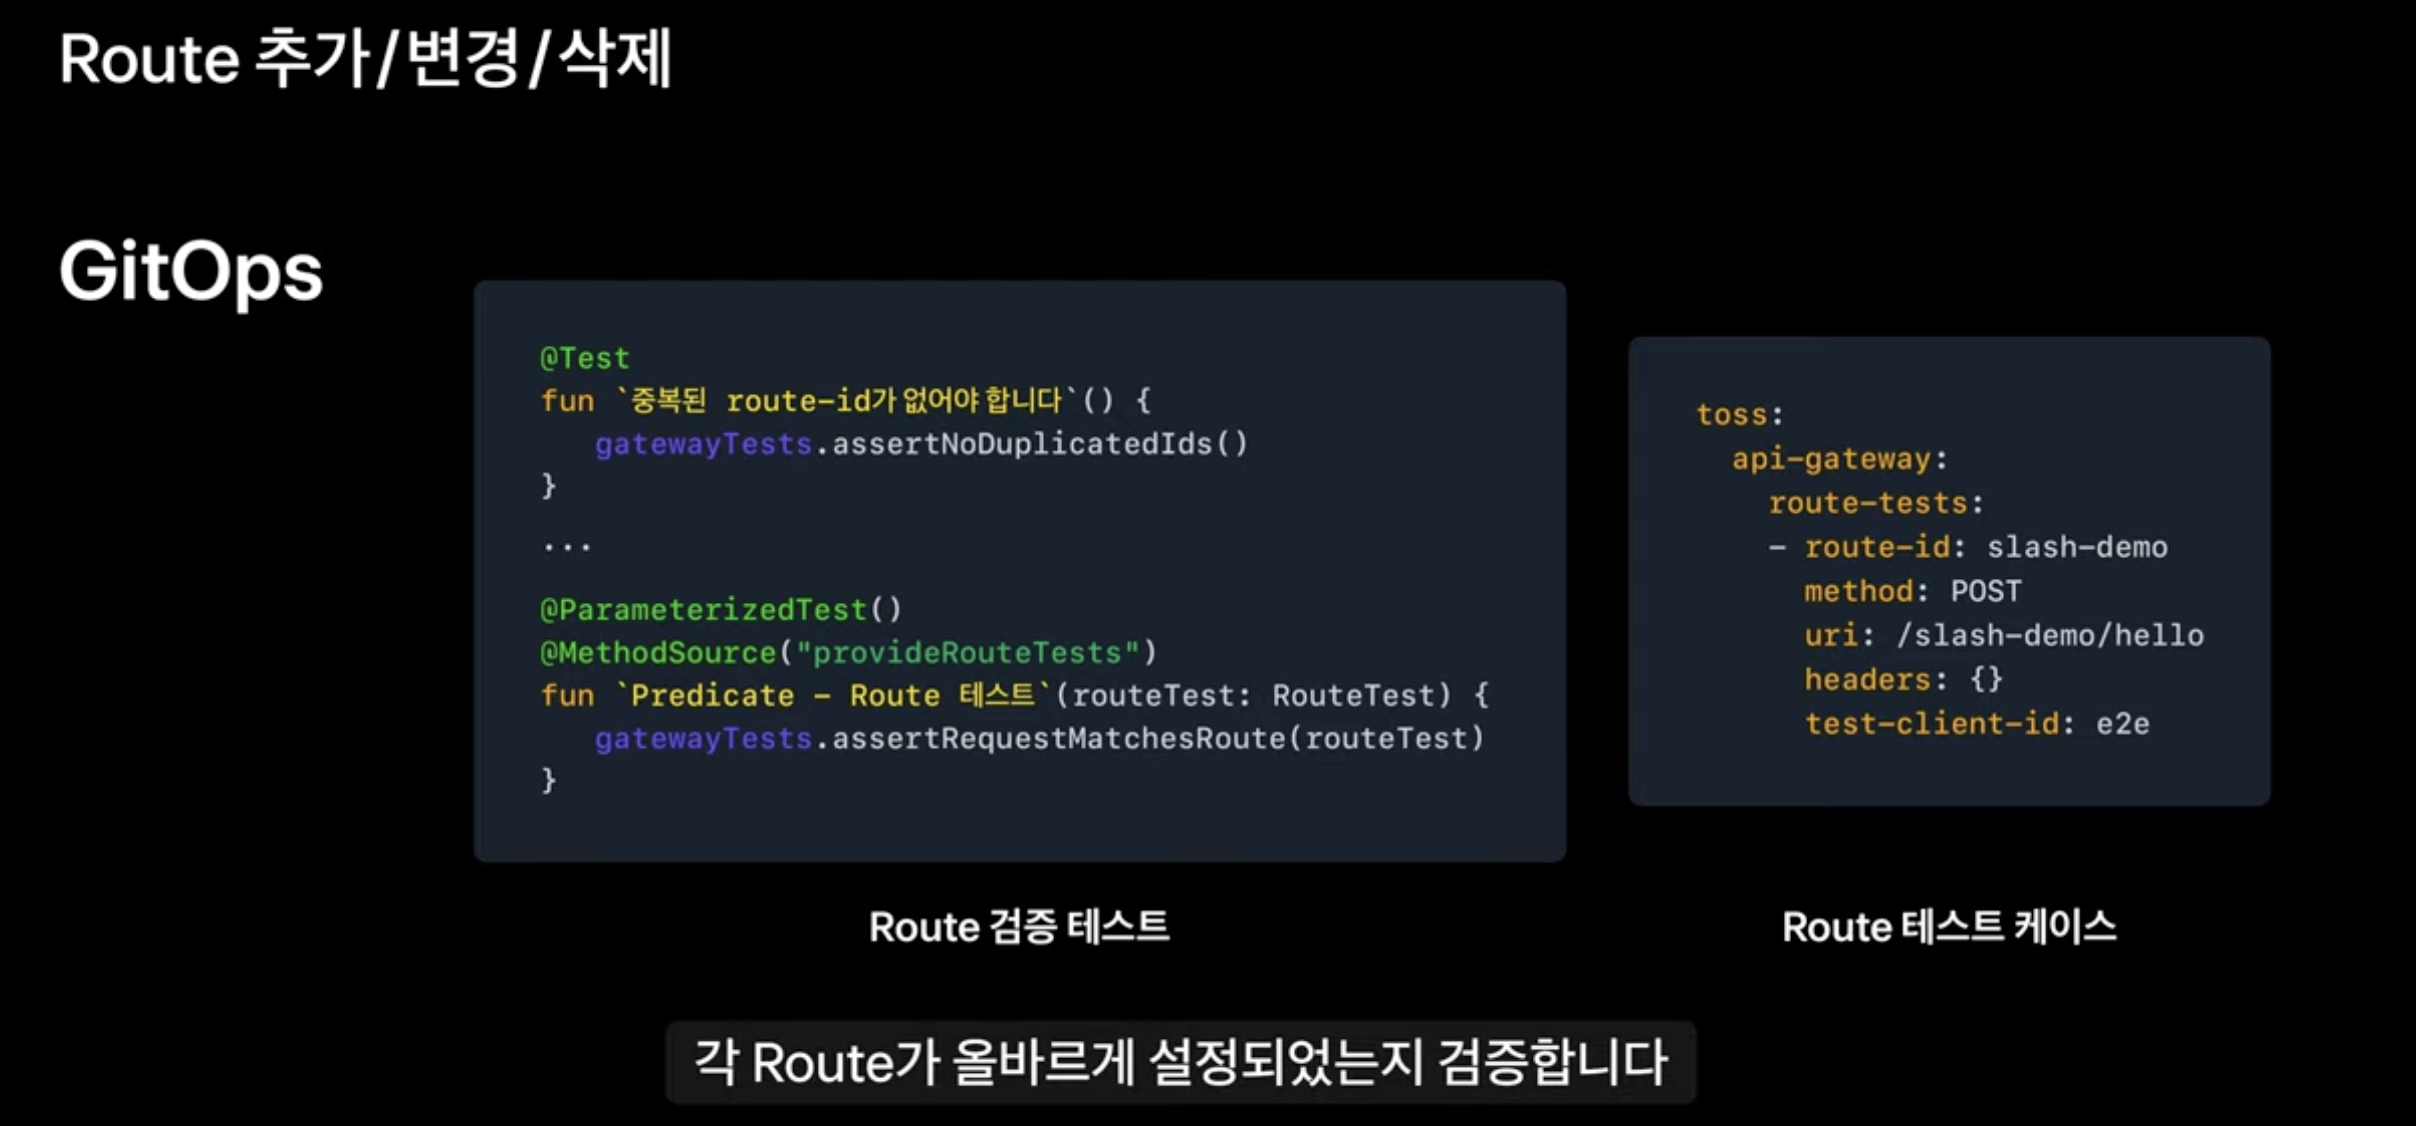 Route 추가/변경/삭제
GitOps
@Test
fun `중복된 route-id가 없어야 합니다`() {
gatewayTests.assertNoDuplicatedIds()
}
...
@ParameterizedTest()
@MethodSource("provideRouteTests")
fun `Predicate - Route 테스트`(routeTest: RouteTest) {
gatewayTests.assertRequestMatchesRoute(routeTest)
}
Route 검증 테스트
toss:
api-gateway:
route-tests:
- route-id: slash-demo
method: POST
uri: /slash-demo/hello
headers: {}
test-client-id: e2e
Route 테스트 케이스
각 Route가 올바르게 설정되었는지 검증합니다